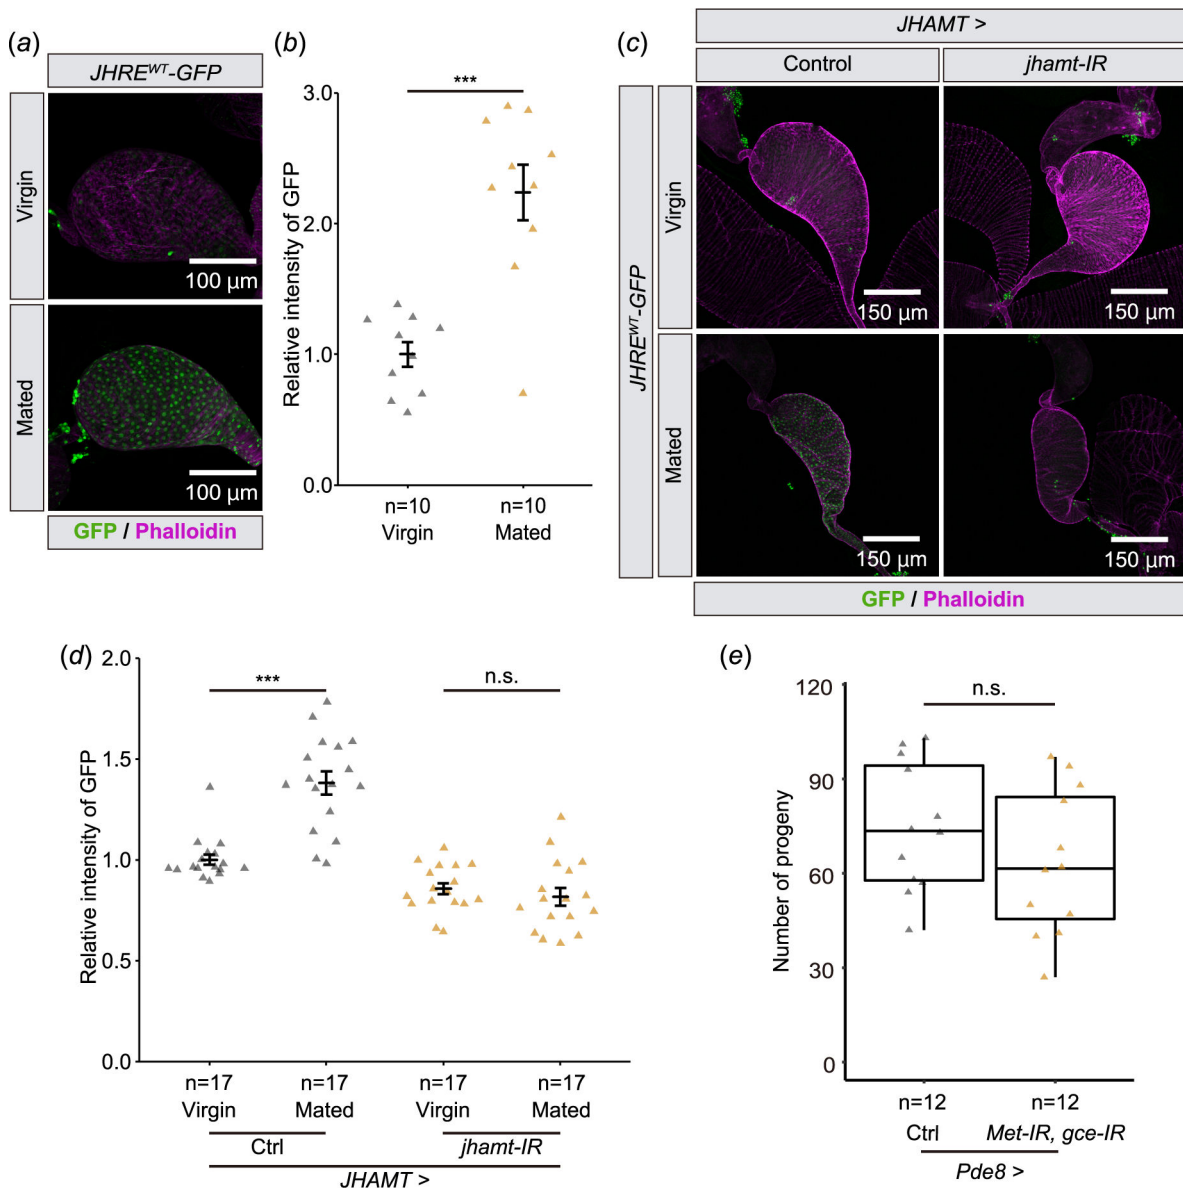 (a)
JHREWT-GFP
Virgin
100 µm
Mated
100 µm
GFP / Phalloidin
(b)
***
Relative intensity of GFP
3.0
2.0
1.0
0.0
n=10 n=10
Virgin Mated
(c)
JHAMT >
Control jhamt-IR
JHREWT-GFP
Virgin
150 µm 150 µm
Mated
150 µm 150 µm
GFP / Phalloidin
(d)
*** n.s.
Relative intensity of GFP
2.0
1.5
1.0
0.5
0.0
n=17 n=17 n=17 n=17
Virgin Mated Virgin Mated
Ctrl jhamt-IR
JHAMT >
(e)
n.s.
Number of progeny
120
90
60
30
0
n=12 n=12
Ctrl Met-IR, gce-IR
Pde8 >